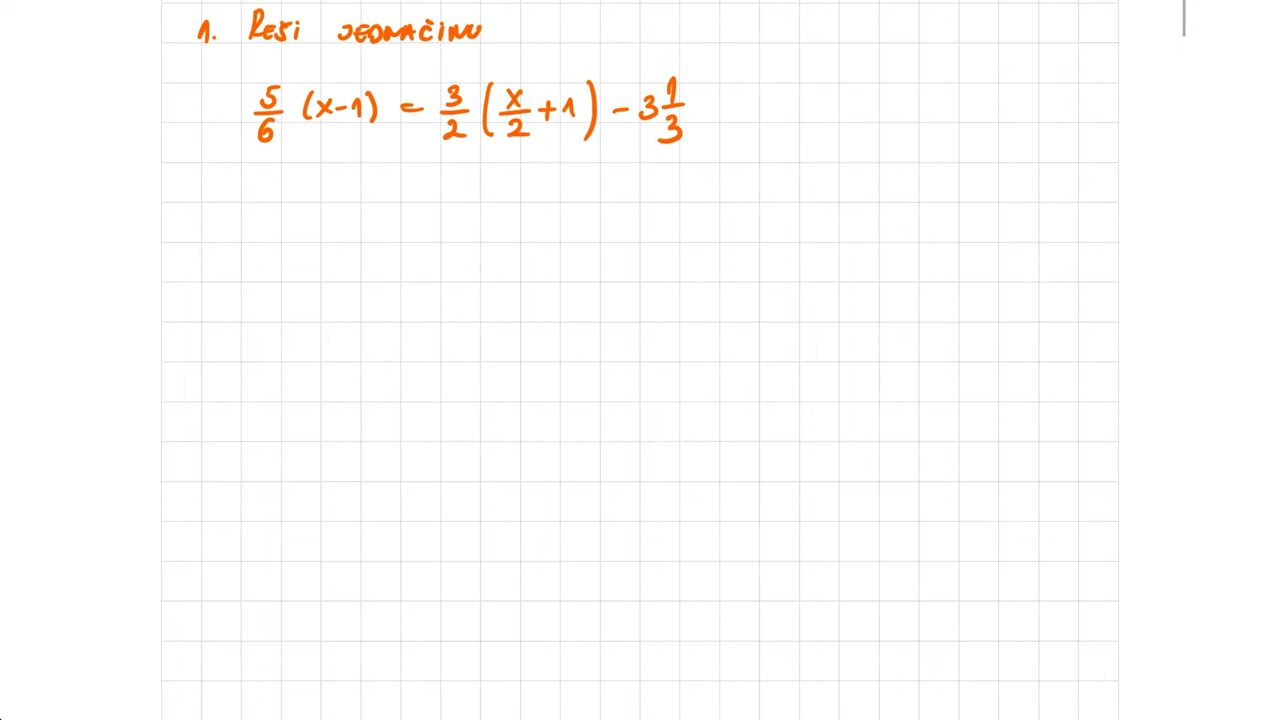 1. Reši jednačinu
5/6 (x-1) = 3/2 (x/2 + 1) - 3 1/3